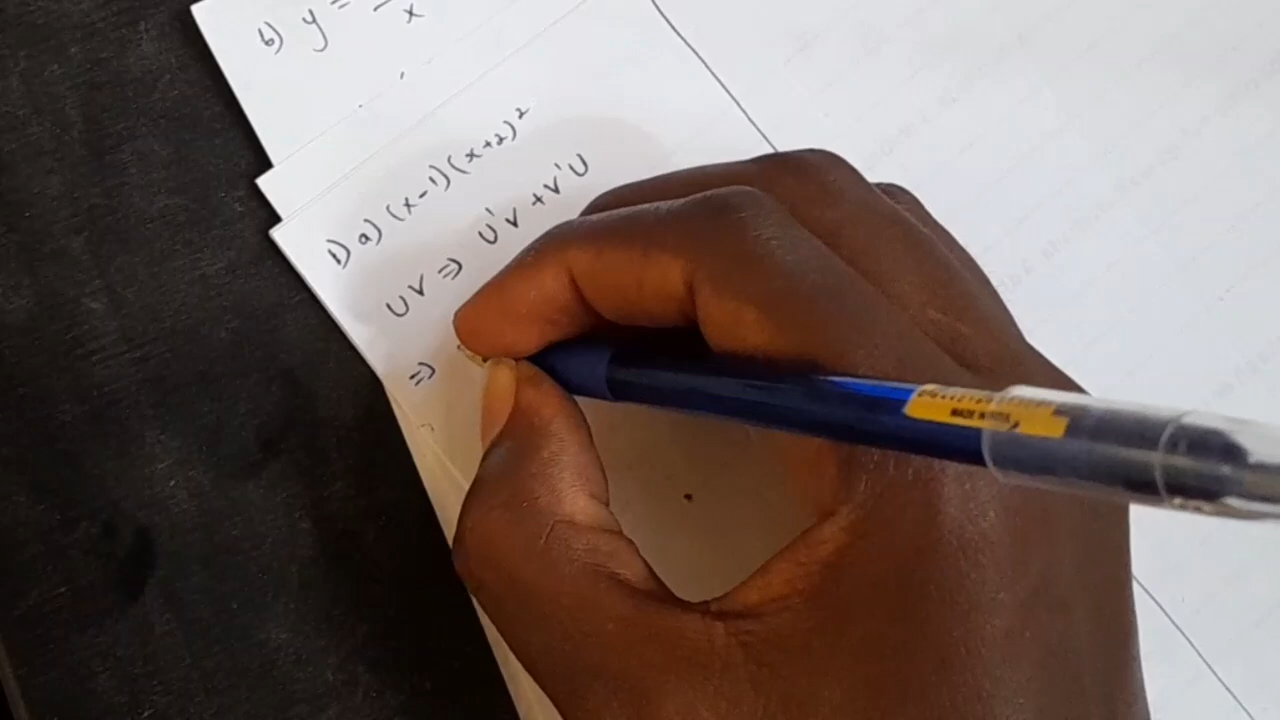 b) y = 
x
1) a) (x-1)(x+2)²
UV => U'V + V'U
=>
MADE IN